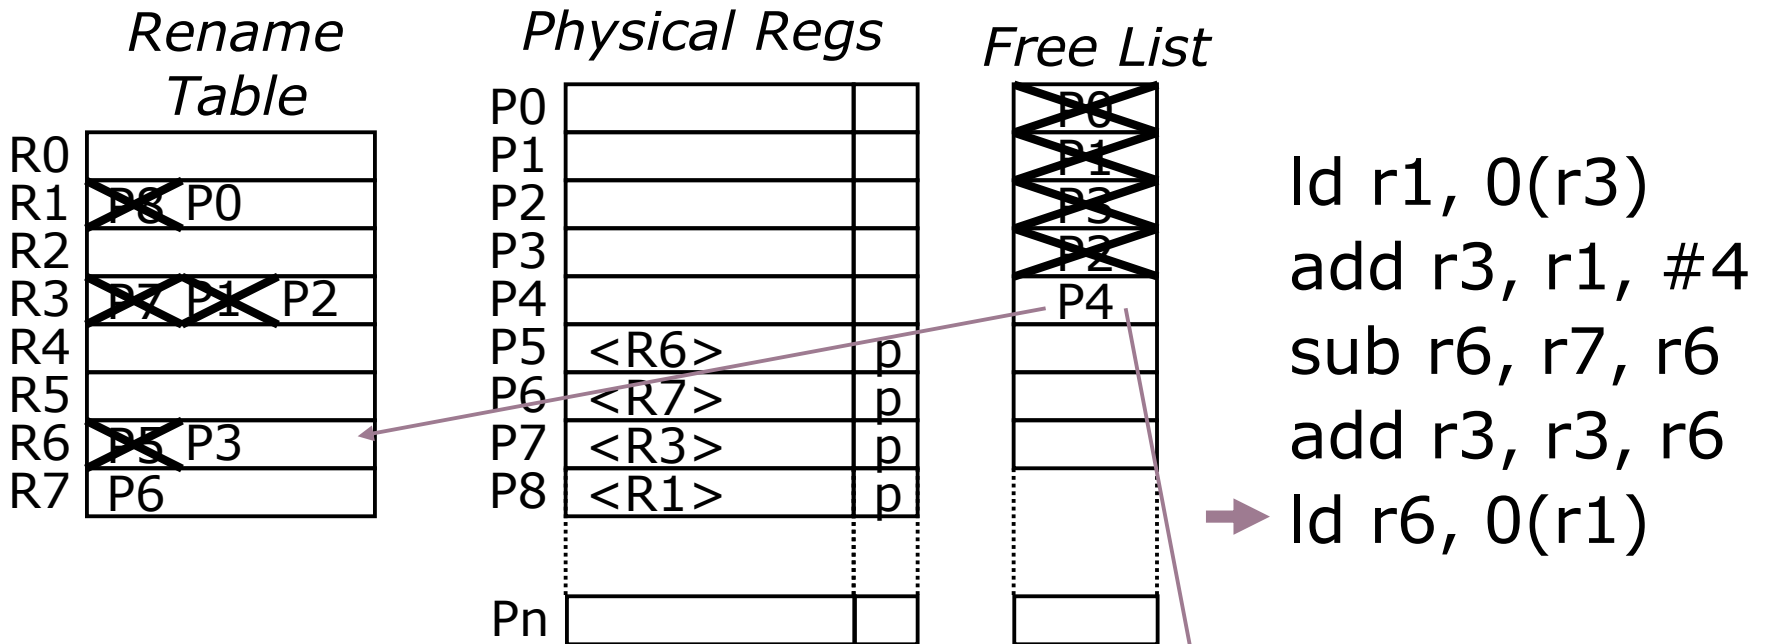 Rename
Table
R0
R1 P8 P0
R2
R3 P7 P1 P2
R4
R5
R6 P5 P3
R7 P6
Physical Regs
P0
P1
P2
P3
P4
P5 <R6> p
P6 <R7> p
P7 <R3> p
P8 <R1> p
Pn
Free List
P0
P1
P3
P2
P4
ld r1, 0(r3)
add r3, r1, #4
sub r6, r7, r6
add r3, r3, r6
ld r6, 0(r1)